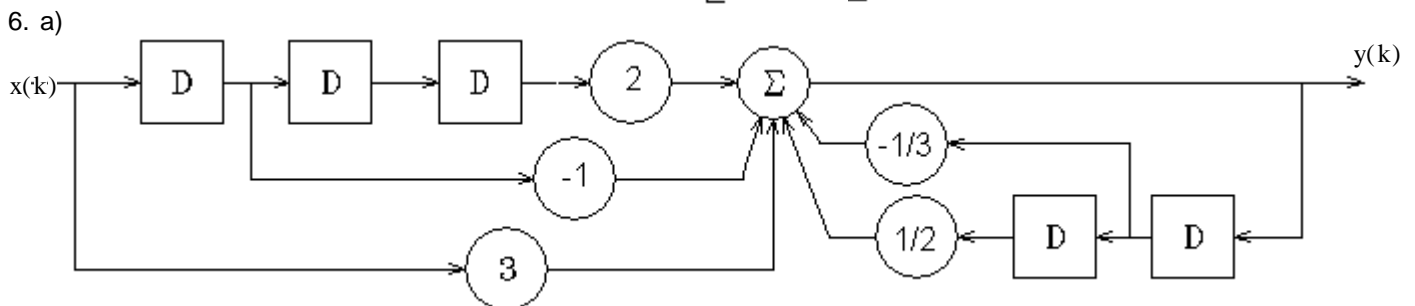 6. a)
x(k) D D D 2 Σ y(k)
-1/3
-1
1/2 D D
3